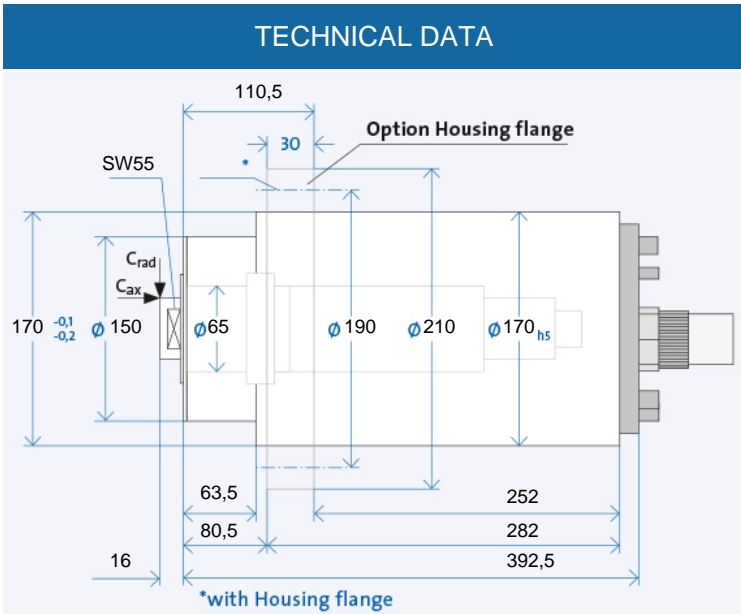 TECHNICAL DATA
110,5
Option Housing flange
30
SW55
*
Crad
Cax
170 -0,1 -0,2
ϕ 150
ϕ65
ϕ 190
ϕ 210
ϕ 170 h5
63,5
252
80,5
282
16
392,5
*with Housing flange